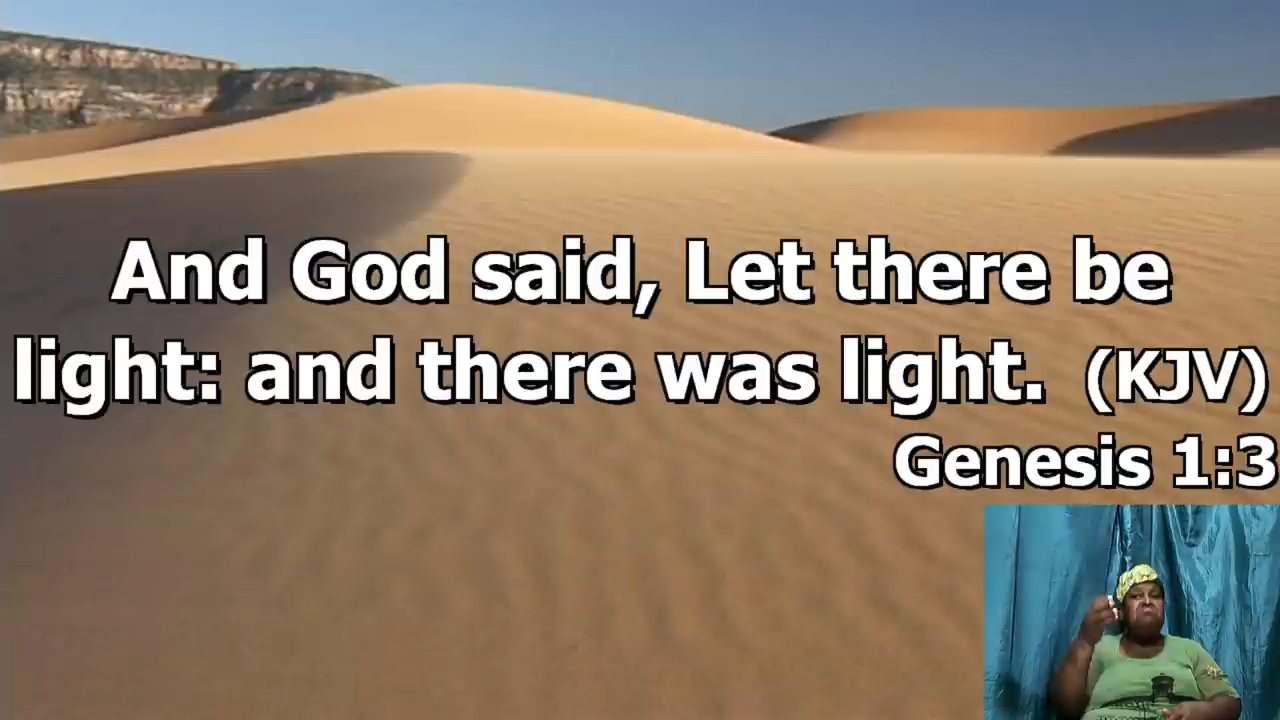 And God said, Let there be
light: and there was light. (KJV)
Genesis 1:3